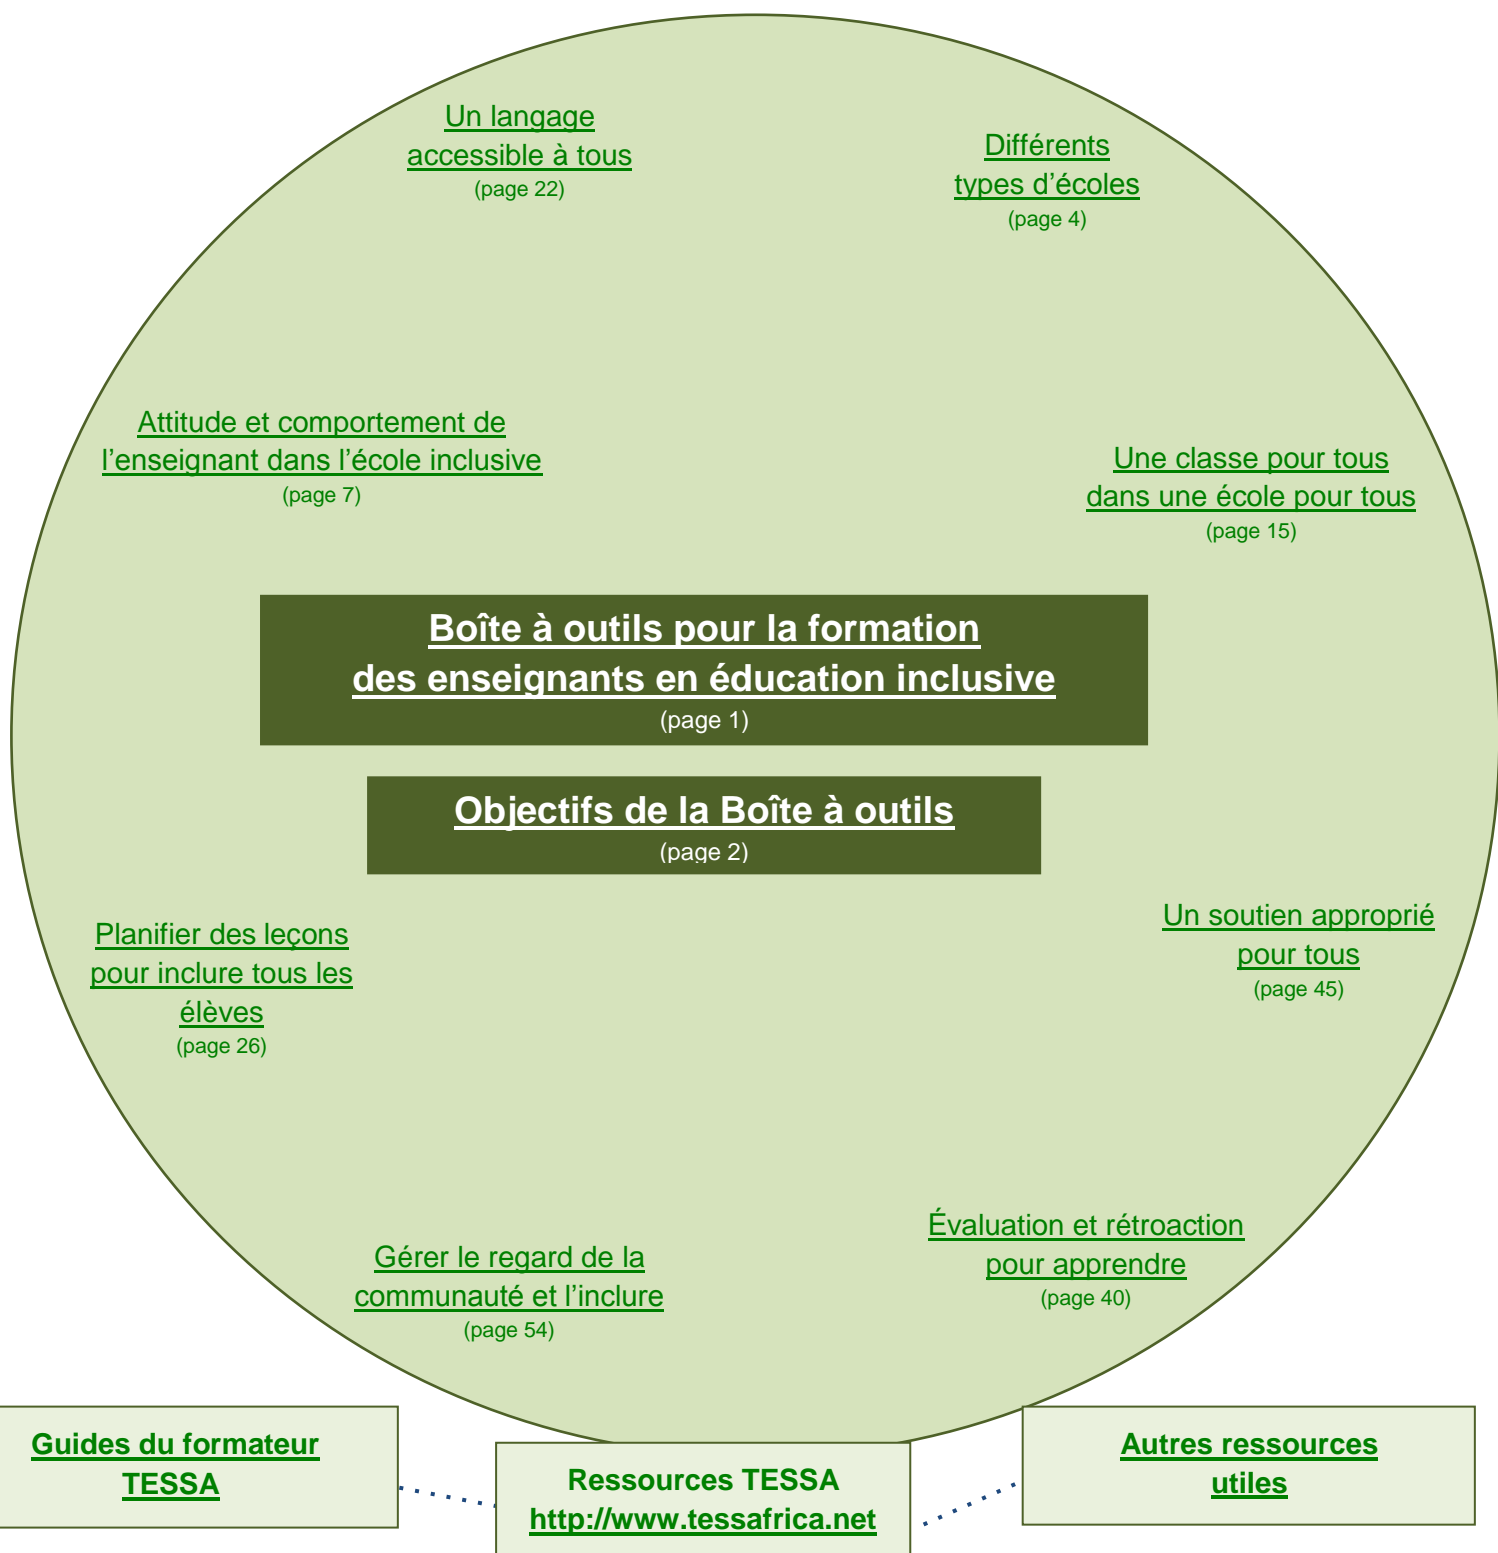 Un langage
accessible à tous
(page 22)
Différents
types d’écoles
(page 4)
Attitude et comportement de
l’enseignant dans l’école inclusive
(page 7)
Une classe pour tous
dans une école pour tous
(page 15)
Boîte à outils pour la formation
des enseignants en éducation inclusive
(page 1)
Objectifs de la Boîte à outils
(page 2)
Planifier des leçons
pour inclure tous les
élèves
(page 26)
Un soutien approprié
pour tous
(page 45)
Gérer le regard de la
communauté et l’inclure
(page 54)
Évaluation et rétroaction
pour apprendre
(page 40)
Guides du formateur
TESSA
Ressources TESSA
http://www.tessafrica.net
Autres ressources
utiles